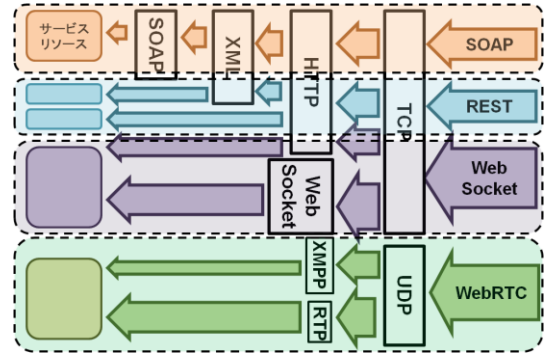 サービス
リソース
SOAP
XML
HTTP
TCP
SOAP
REST
Web
Socket
Web
Socket
XMPP
RTP
UDP
WebRTC